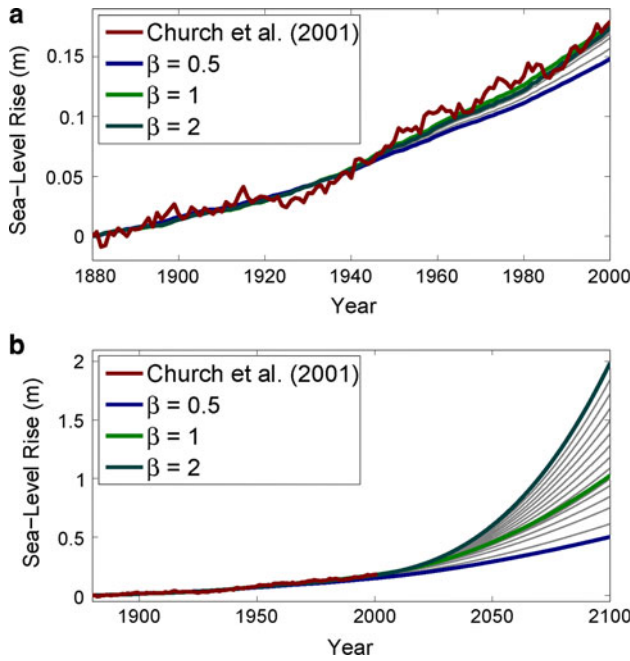 a
Church et al. (2001)
β = 0.5
β = 1
β = 2
Sea-Level Rise (m)
0.15
0.1
0.05
0
1880 1900 1920 1940 1960 1980 2000
Year
b
Church et al. (2001)
β = 0.5
β = 1
β = 2
Sea-Level Rise (m)
2
1.5
1
0.5
0
1900 1950 2000 2050 2100
Year